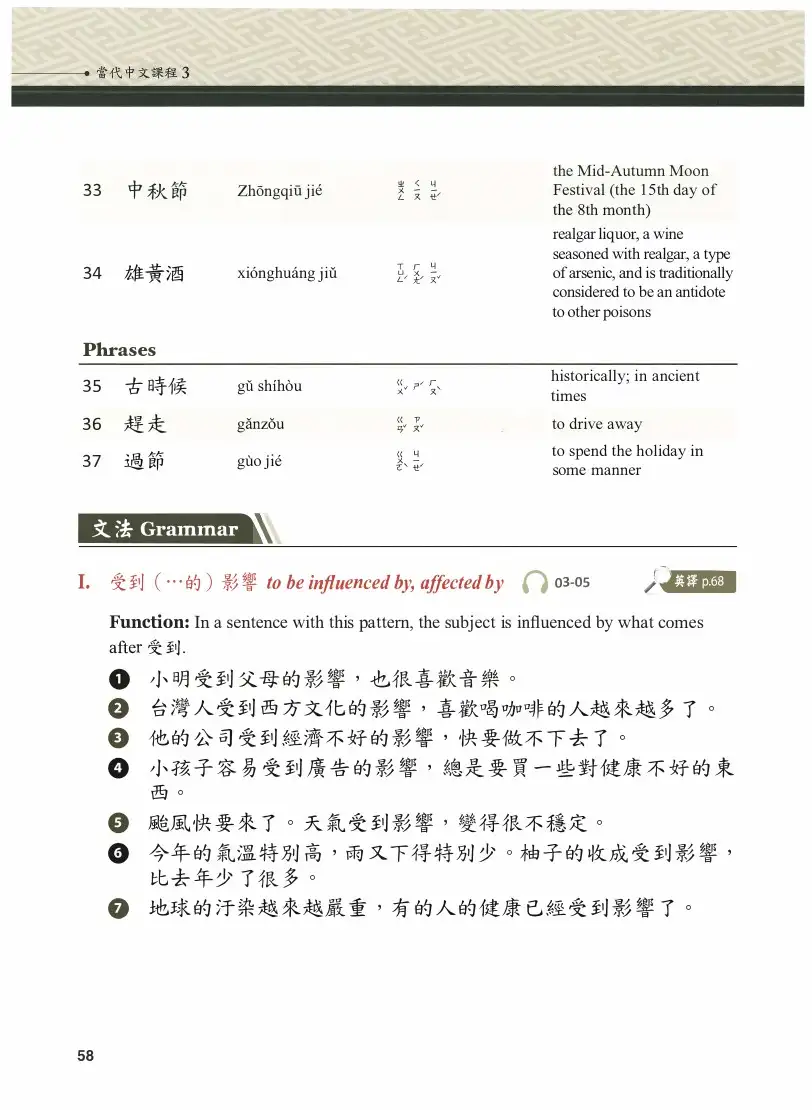 當代中文課程 3
33 中秋節 Zhōngqiū jié ㄓㄨㄥ ㄑㄧㄡ ㄐㄧㄝˊ the Mid-Autumn Moon
Festival (the 15th day of
the 8th month)
34 雄黃酒 xiónghuáng jiǔ ㄒㄩㄥˊ ㄏㄨㄤˊ ㄐㄧㄡˇ realgar liquor, a wine
seasoned with realgar, a type
of arsenic, and is traditionally
considered to be an antidote
to other poisons
Phrases
35 古時候 gǔ shíhòu ㄍㄨˇ ㄕˊ ㄏㄡˋ historically; in ancient
times
36 趕走 gǎnzǒu ㄍㄢˇ ㄗㄡˇ to drive away
37 過節 guò jié ㄍㄨㄛˋ ㄐㄧㄝˊ to spend the holiday in
some manner
文法 Grammar
I. 受到（…的）影響 to be influenced by, affected by 03-05 英譯 p.68
Function: In a sentence with this pattern, the subject is influenced by what comes
after 受到.
1 小明受到父母的影響，也很喜歡音樂。
2 台灣人受到西方文化的影響，喜歡喝咖啡的人越來越多了。
3 他的公司受到經濟不好的影響，快要做不下去了。
4 小孩子容易受到廣告的影響，總是要買一些對健康不好的東
西。
5 颱風快要來了。天氣受到影響，變得很不穩定。
6 今年的氣溫特別高，雨又下得特別少。柚子的收成受到影響，
比去年少了很多。
7 地球的汙染越來越嚴重，有的人的健康已經受到影響了。
58